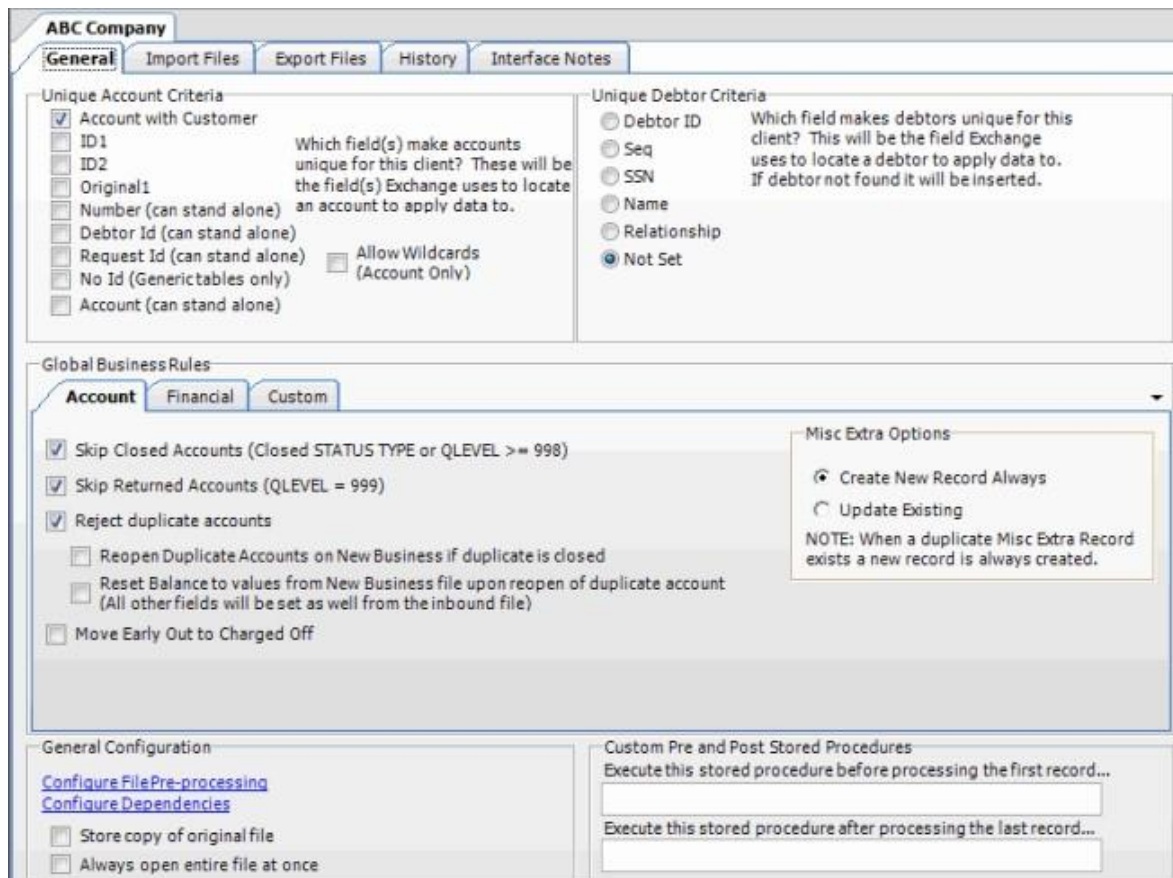 ABC Company
General Import Files Export Files History Interface Notes
Unique Account Criteria
Account with Customer
ID1
ID2
Original1
Number (can stand alone)
Debtor Id (can stand alone)
Request Id (can stand alone)
No Id (Generic tables only)
Account (can stand alone)
Which field(s) make accounts
unique for this client? These will be
the field(s) Exchange uses to locate
an account to apply data to.
Allow Wildcards
(Account Only)
Unique Debtor Criteria
Debtor ID
Seq
SSN
Name
Relationship
Not Set
Which field makes debtors unique for this
client? This will be the field Exchange
uses to locate a debtor to apply data to.
If debtor not found it will be inserted.
Global Business Rules
Account Financial Custom
Skip Closed Accounts (Closed STATUS TYPE or QLEVEL >= 998)
Skip Returned Accounts (QLEVEL = 999)
Reject duplicate accounts
Reopen Duplicate Accounts on New Business if duplicate is closed
Reset Balance to values from New Business file upon reopen of duplicate account
(All other fields will be set as well from the inbound file)
Move Early Out to Charged Off
Misc Extra Options
Create New Record Always
Update Existing
NOTE: When a duplicate Misc Extra Record
exists a new record is always created.
General Configuration
Configure File Pre-processing
Configure Dependencies
Store copy of original file
Always open entire file at once
Custom Pre and Post Stored Procedures
Execute this stored procedure before processing the first record...
Execute this stored procedure after processing the last record...